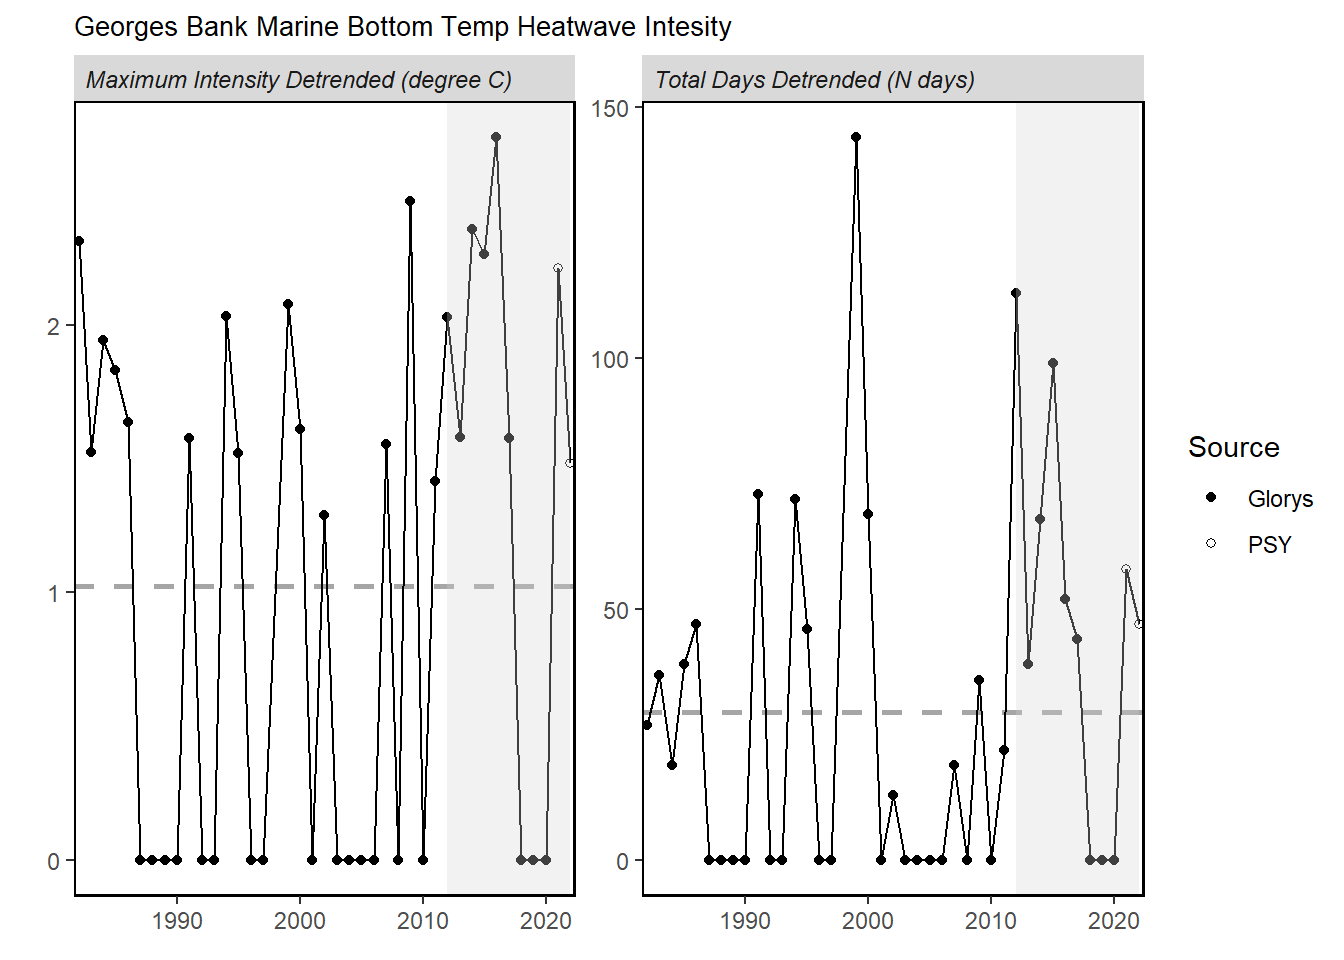 Georges Bank Marine Bottom Temp Heatwave Intesity
Maximum Intensity Detrended (degree C)
Total Days Detrended (N days)
2
1
0
1990
2000
2010
2020
150
100
50
0
1990
2000
2010
2020
Source
Glorys
PSY